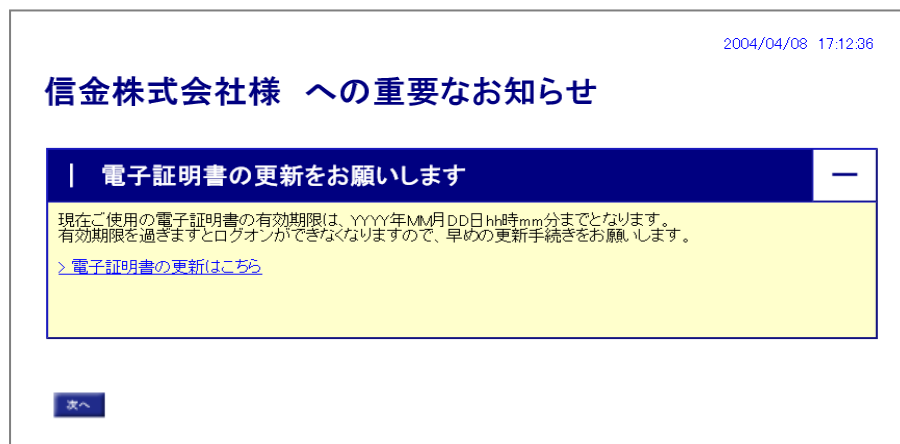 2004/04/08 17:12:36
信金株式会社様 への重要なお知らせ
| 電子証明書の更新をお願いします
現在ご使用の電子証明書の有効期限は、YYYY年MM月DD日hh時mm分までとなります。
有効期限を過ぎますとログオンができなくなりますので、早めの更新手続きをお願いします。
> 電子証明書の更新はこちら
次へ